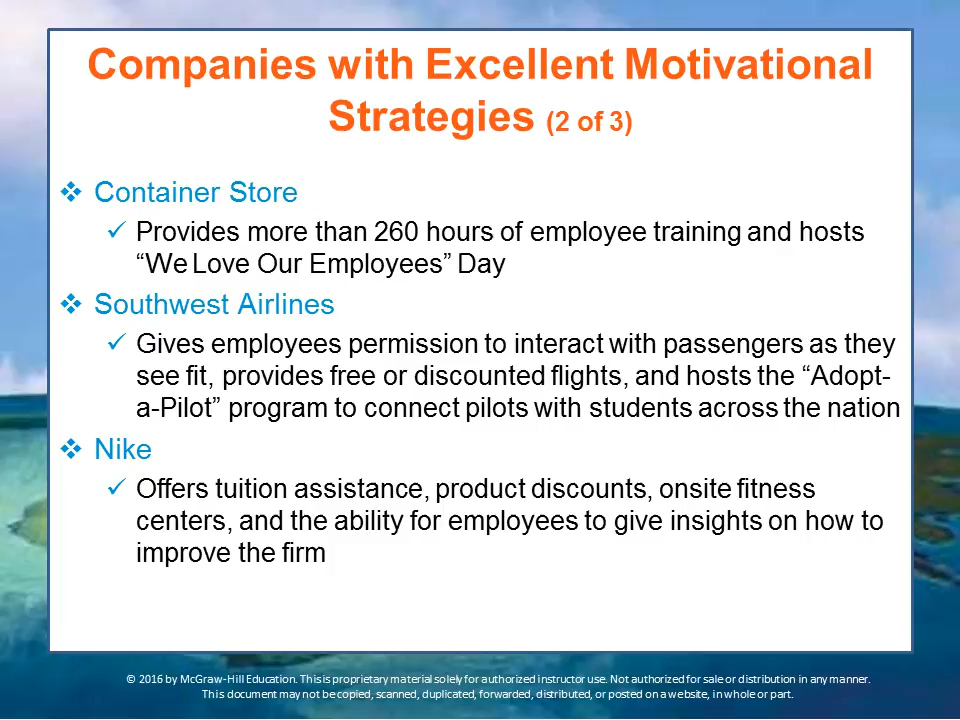 Companies with Excellent Motivational
Strategies (2 of 3)
Container Store
Provides more than 260 hours of employee training and hosts
“We Love Our Employees” Day
Southwest Airlines
Gives employees permission to interact with passengers as they
see fit, provides free or discounted flights, and hosts the “Adopt-
a-Pilot” program to connect pilots with students across the nation
Nike
Offers tuition assistance, product discounts, onsite fitness
centers, and the ability for employees to give insights on how to
improve the firm
© 2016 by McGraw-Hill Education. This is proprietary material solely for authorized instructor use. Not authorized for sale or distribution in any manner.
This document may not be copied, scanned, duplicated, forwarded, distributed, or posted on a website, in whole or part.